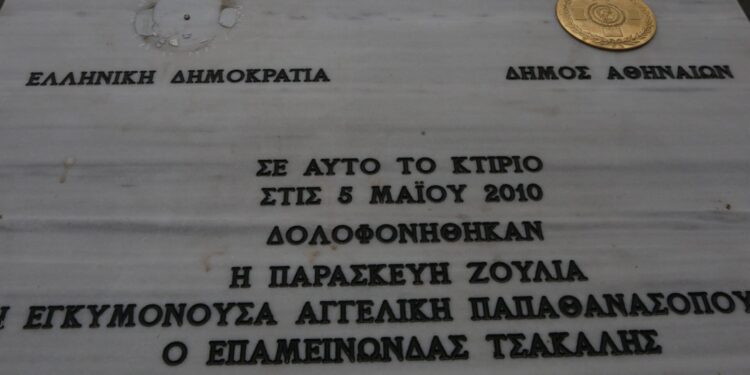 ΕΛΛΗΝΙΚΗ ΔΗΜΟΚΡΑΤΙΑ
ΔΗΜΟΣ ΑΘΗΝΑΙΩΝ
ΣΕ ΑΥΤΟ ΤΟ ΚΤΙΡΙΟ
ΣΤΙΣ 5 ΜΑΪΟΥ 2010
ΔΟΛΟΦΟΝΗΘΗΚΑΝ
Η ΠΑΡΑΣΚΕΥΗ ΖΟΥΛΙΑ
Η ΕΓΚΥΜΟΝΟΥΣΑ ΑΓΓΕΛΙΚΗ ΠΑΠΑΘΑΝΑΣΟΠΟΥ
Ο ΕΠΑΜΕΙΝΩΝΔΑΣ ΤΣΑΚΑΛΗΣ